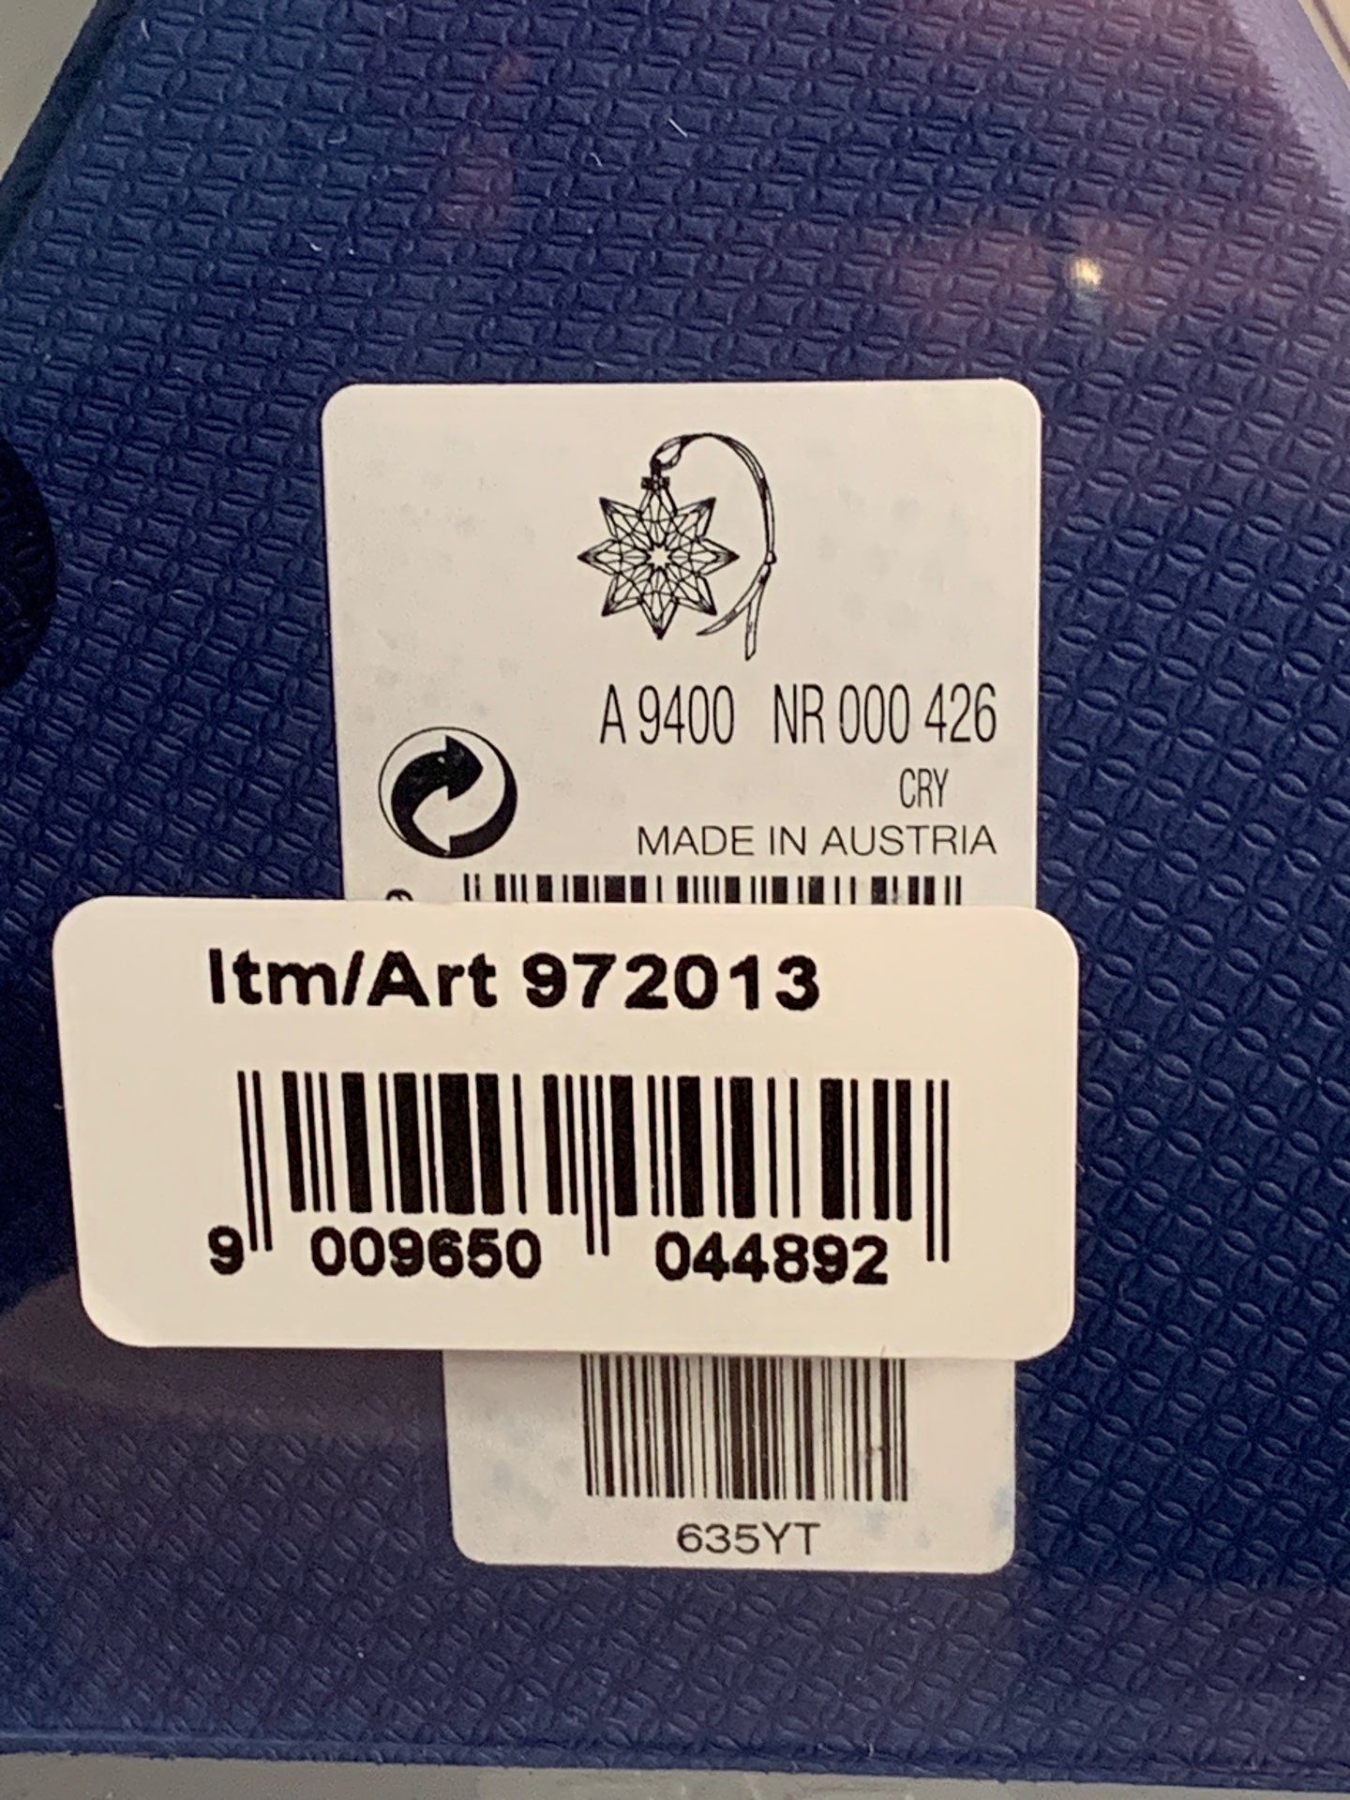 A 9400 NR 000 426
CRY
MADE IN AUSTRIA
Itm/Art 972013
9 009650 044892
635YT